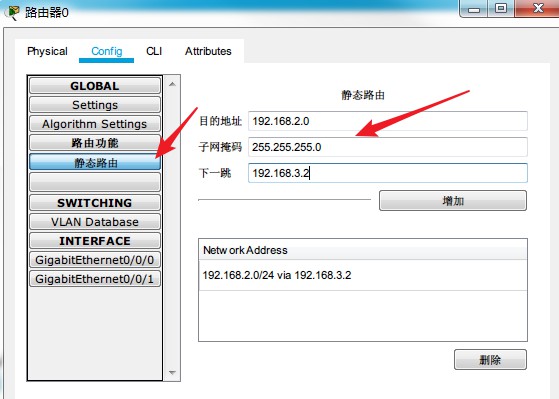 路由器0
Physical Config CLI Attributes
GLOBAL
Settings
Algorithm Settings
路由功能
静态路由
SWITCHING
VLAN Database
INTERFACE
GigabitEthernet0/0/0
GigabitEthernet0/0/1
静态路由
目的地址 192.168.2.0
子网掩码 255.255.255.0
下一跳 192.168.3.2
增加
Network Address
192.168.2.0/24 via 192.168.3.2
删除